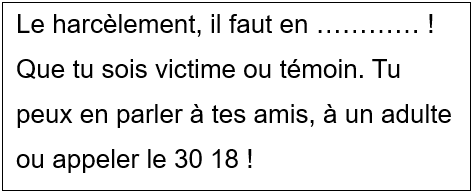 Le harcèlement, il faut en ………… !
Que tu sois victime ou témoin. Tu
peux en parler à tes amis, à un adulte
ou appeler le 30 18 !